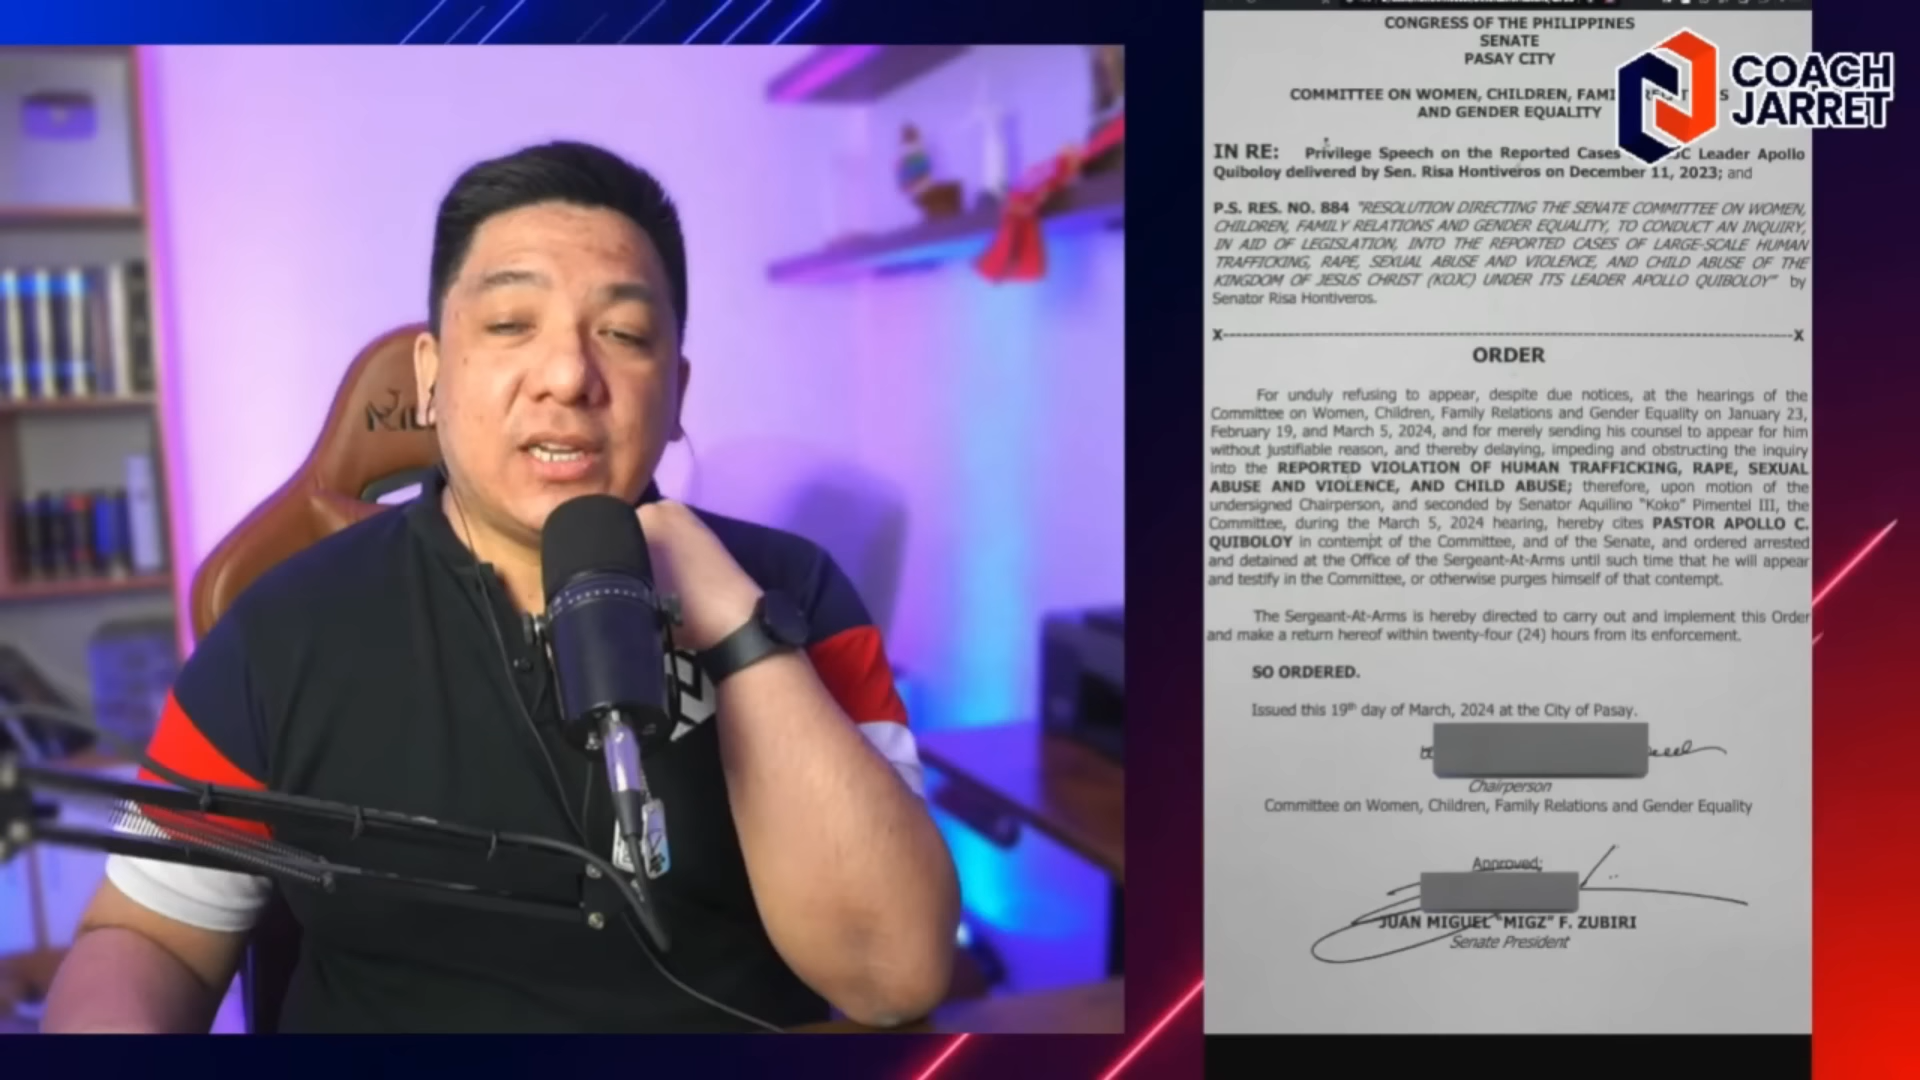 CONGRESS OF THE PHILIPPINES
SENATE
PASAY CITY
COACH
JARRET
COMMITTEE ON WOMEN, CHILDREN,
AND GENDER EQUALITY
IN RE: Privilege Speech on the Reported Cases Leader Apollo
Quiboloy delivered by Sen. Risa Hontiveros on December 11, 2023; and
P.S. RES. NO. 884 "RESOLUTION DIRECTING THE SENATE COMMITTEE ON WOMEN,
CHILDREN, FAMILY RELATIONS AND GENDER EQUALITY, TO CONDUCT AN INQUIRY,
IN AID OF LEGISLATION, INTO THE REPORTED CASES OF LARGE-SCALE HUMAN
TRAFFICKING, RAPE, SEXUAL ABUSE AND VIOLENCE, AND CHILD ABUSE OF THE
KINGDOM OF JESUS CHRIST (KOJC) UNDER ITS LEADER APOLLO QUIBOLOY" by
Senator Risa Hontiveros.
X---------------------------------------------------------------X
ORDER
For unduly refusing to appear, despite due notices, at the hearings of the
Committee on Women, Children, Family Relations and Gender Equality on January 23,
February 19, and March 5, 2024, and for merely sending his counsel to appear for him
without justifiable reason, and thereby delaying, impeding and obstructing the inquiry
into the REPORTED VIOLATION OF HUMAN TRAFFICKING, RAPE, SEXUAL
ABUSE AND VIOLENCE, AND CHILD ABUSE; therefore, upon motion of the
undersigned Chairperson, and seconded by Senator Aquilino "Koko" Pimentel III, the
Committee, during the March 5, 2024 hearing, hereby cites PASTOR APOLLO C.
QUIBOLOY in contempt of the Committee, and of the Senate, and ordered arrested
and detained at the Office of the Sergeant-At-Arms until such time that he will appear
and testify in the Committee, or otherwise purges himself of that contempt.
The Sergeant-At-Arms is hereby directed to carry out and implement this Order
and make a return hereof within twenty-four (24) hours from its enforcement.
SO ORDERED.
Issued this 19th day of March, 2024 at the City of Pasay.
Chairperson
Committee on Women, Children, Family Relations and Gender Equality
Approved:
JUAN MIGUEL "MIGZ" F. ZUBIRI
Senate President